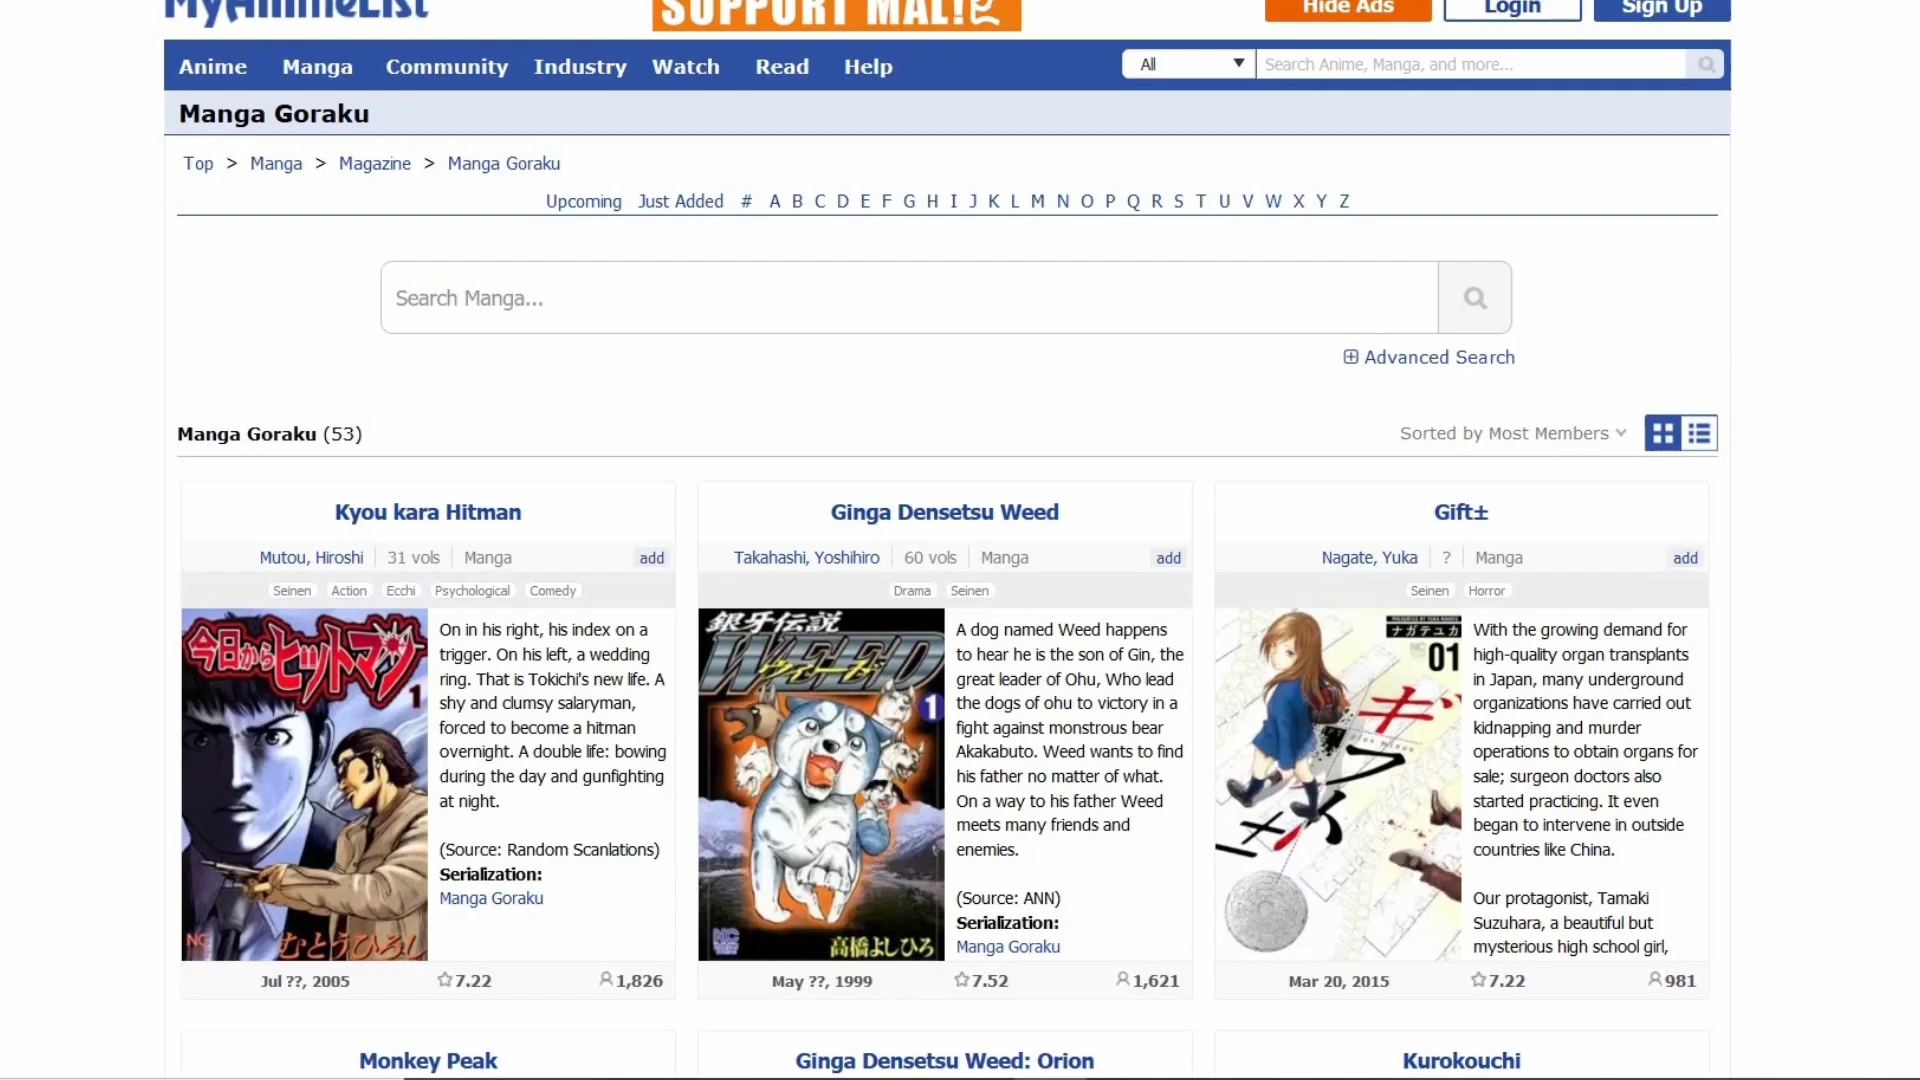 MyAnimeList
SUPPORT MAL!
Hide Ads Login Sign Up
Anime Manga Community Industry Watch Read Help All Search Anime, Manga, and more...
Manga Goraku
Top > Manga > Magazine > Manga Goraku
Upcoming Just Added # A B C D E F G H I J K L M N O P Q R S T U V W X Y Z
Search Manga...
Advanced Search
Manga Goraku (53) Sorted by Most Members
Kyou kara Hitman
Mutou, Hiroshi 31 vols Manga add
Seinen Action Ecchi Psychological Comedy
今日からヒットマン
1
むとうひろし
On in his right, his index on a
trigger. On his left, a wedding
ring. That is Tokichi's new life. A
shy and clumsy salaryman,
forced to become a hitman
overnight. A double life: bowing
during the day and gunfighting
at night.
(Source: Random Scanlations)
Serialization:
Manga Goraku
Jul ??, 2005 7.22 1,826
Ginga Densetsu Weed
Takahashi, Yoshihiro 60 vols Manga add
Drama Seinen
銀牙伝説
WEED
ウィード
1
高橋よしひろ
A dog named Weed happens
to hear he is the son of Gin, the
great leader of Ohu, Who lead
the dogs of ohu to victory in a
fight against monstrous bear
Akakabuto. Weed wants to find
his father no matter of what.
On a way to his father Weed
meets many friends and
enemies.
(Source: ANN)
Serialization:
Manga Goraku
May ??, 1999 7.52 1,621
Gift±
Nagate, Yuka ? Manga add
Seinen Horror
ナガテユカ
01
ギフト±
With the growing demand for
high-quality organ transplants
in Japan, many underground
organizations have carried out
kidnapping and murder
operations to obtain organs for
sale; surgeon doctors also
started practicing. It even
began to intervene in outside
countries like China.
Our protagonist, Tamaki
Suzuhara, a beautiful but
mysterious high school girl,
Mar 20, 2015 7.22 981
Monkey Peak
Ginga Densetsu Weed: Orion
Kurokouchi